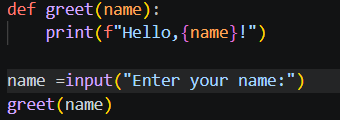 def greet(name):
    print(f"Hello,{name}!")

name =input("Enter your name:")
greet(name)